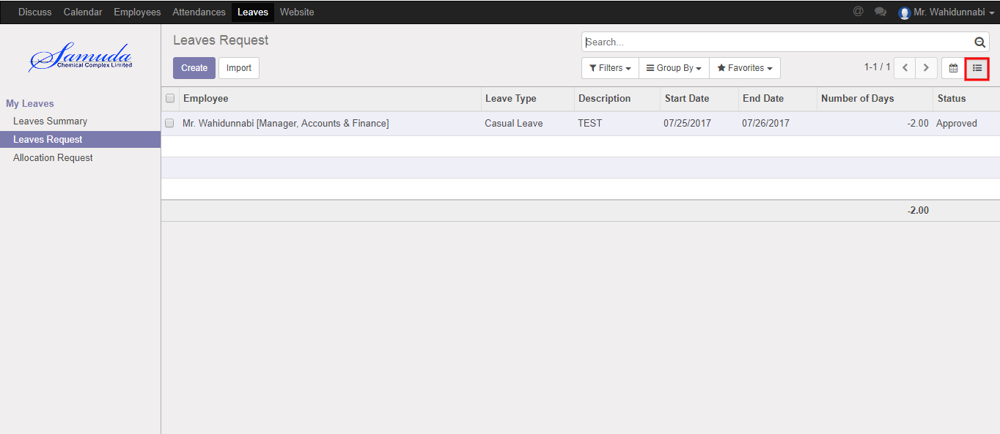 Discuss Calendar Employees Attendances Leaves Website @ Mr. Wahidunnabi
Samuda
Chemical Complex Limited
Leaves Request
Search...
Create Import
Filters Group By Favorites 1-1 / 1
My Leaves
Leaves Summary
Leaves Request
Allocation Request
Employee Leave Type Description Start Date End Date Number of Days Status
Mr. Wahidunnabi [Manager, Accounts & Finance] Casual Leave TEST 07/25/2017 07/26/2017 -2.00 Approved
-2.00